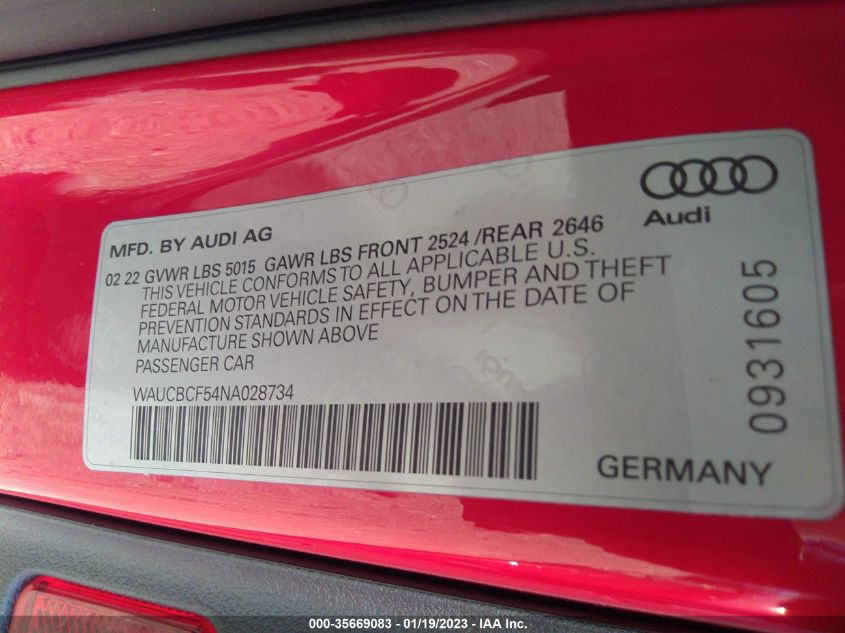 Audi
MFD. BY AUDI AG
02 22 GVWR LBS 5015 GAWR LBS FRONT 2524 /REAR 2646
THIS VEHICLE CONFORMS TO ALL APPLICABLE U.S.
FEDERAL MOTOR VEHICLE SAFETY, BUMPER AND THEFT
PREVENTION STANDARDS IN EFFECT ON THE DATE OF
MANUFACTURE SHOWN ABOVE
PASSENGER CAR
WAUCBCF54NA028734
0931605
GERMANY
000-35669083 - 01/19/2023 - IAA Inc.